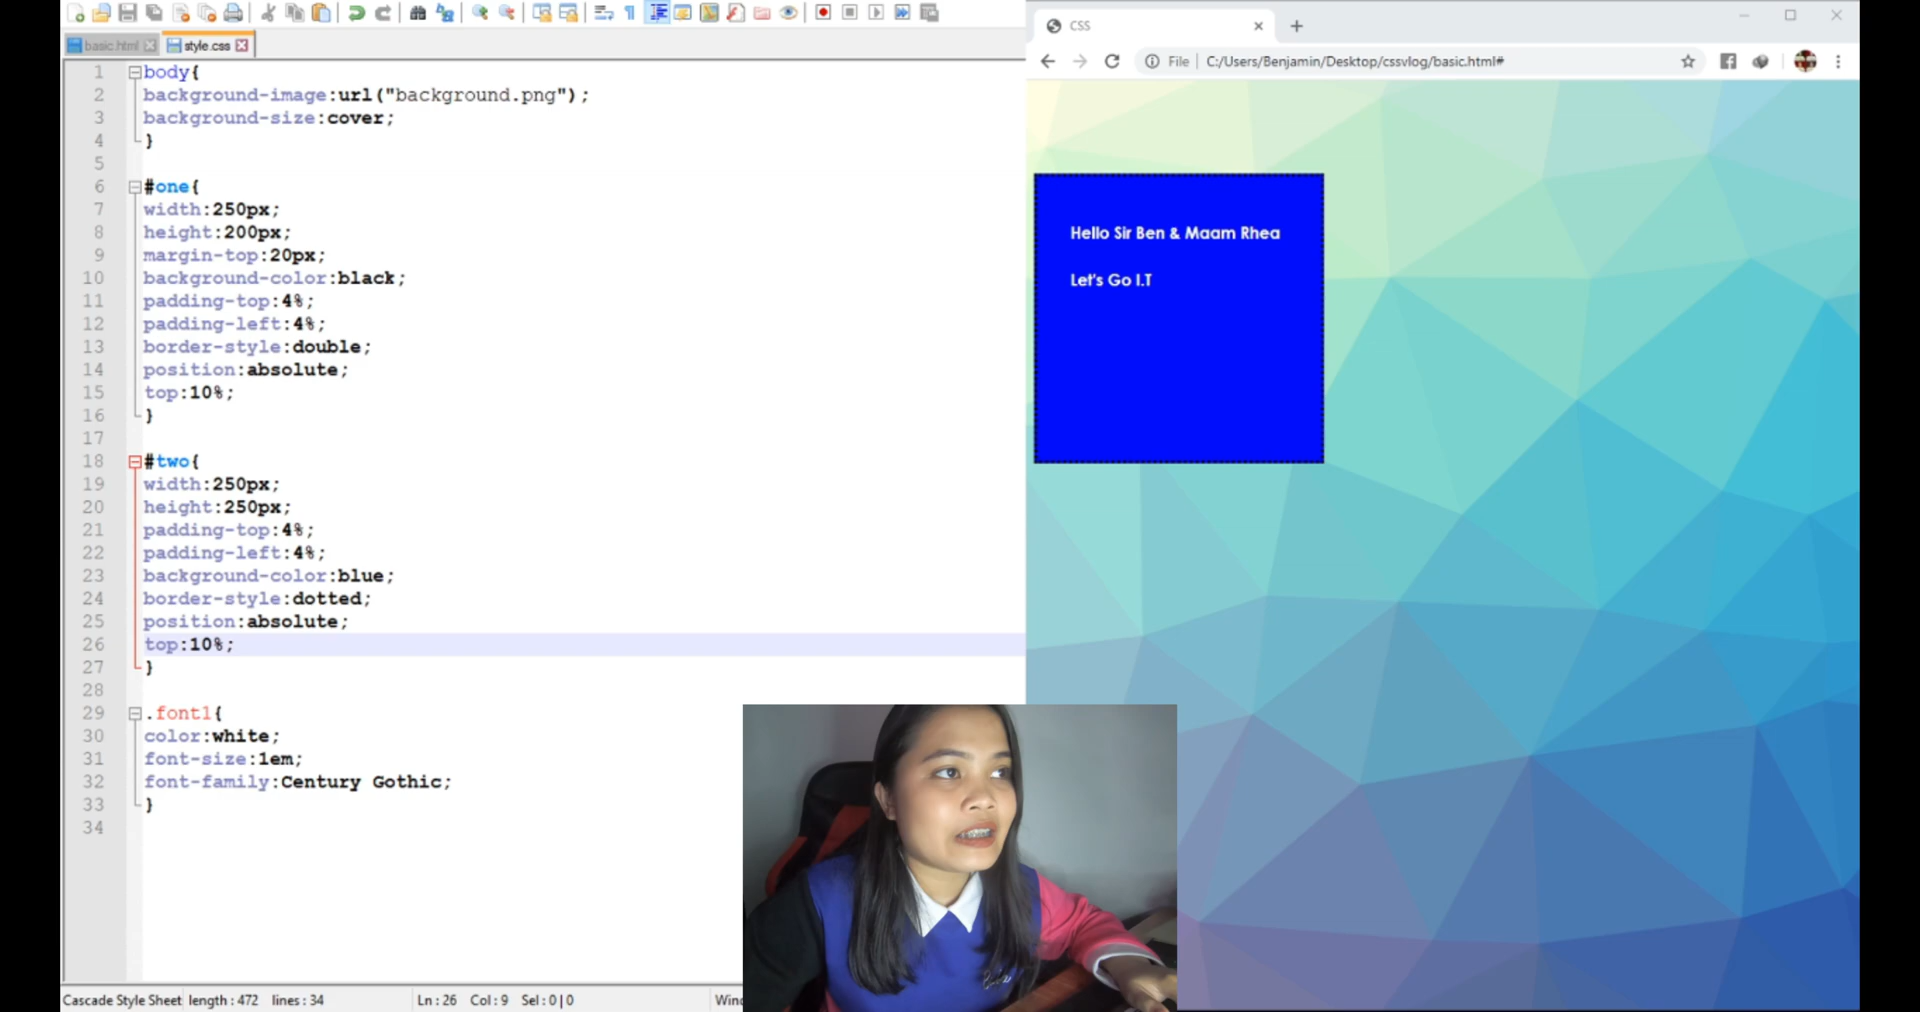 basic.html
style.css
1 body{
2 background-image:url("background.png");
3 background-size:cover;
4 }
5
6 #one{
7 width:250px;
8 height:200px;
9 margin-top:20px;
10 background-color:black;
11 padding-top:4%;
12 padding-left:4%;
13 border-style:double;
14 position:absolute;
15 top:10%;
16 }
17
18 #two{
19 width:250px;
20 height:250px;
21 padding-top:4%;
22 padding-left:4%;
23 background-color:blue;
24 border-style:dotted;
25 position:absolute;
26 top:10%;
27 }
28
29 .font1{
30 color:white;
31 font-size:1em;
32 font-family:Century Gothic;
33 }
34
Cascade Style Sheet length : 472 lines : 34 Ln : 26 Col : 9 Sel : 0 | 0 Wind
CSS
File C:/Users/Benjamin/Desktop/cssvlog/basic.html#
Hello Sir Ben & Maam Rhea
Let's Go I.T